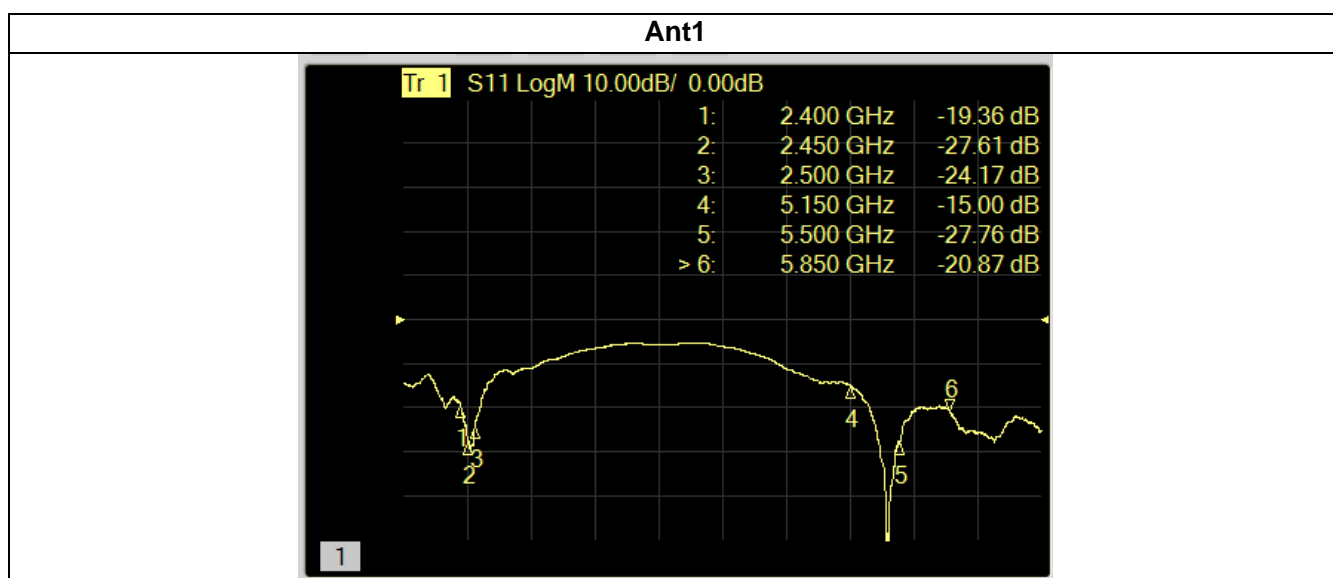 Ant1
Tr 1 S11 LogM 10.00dB/ 0.00dB
1: 2.400 GHz -19.36 dB
2: 2.450 GHz -27.61 dB
3: 2.500 GHz -24.17 dB
4: 5.150 GHz -15.00 dB
5: 5.500 GHz -27.76 dB
> 6: 5.850 GHz -20.87 dB
6
4
1
3
2
5
1